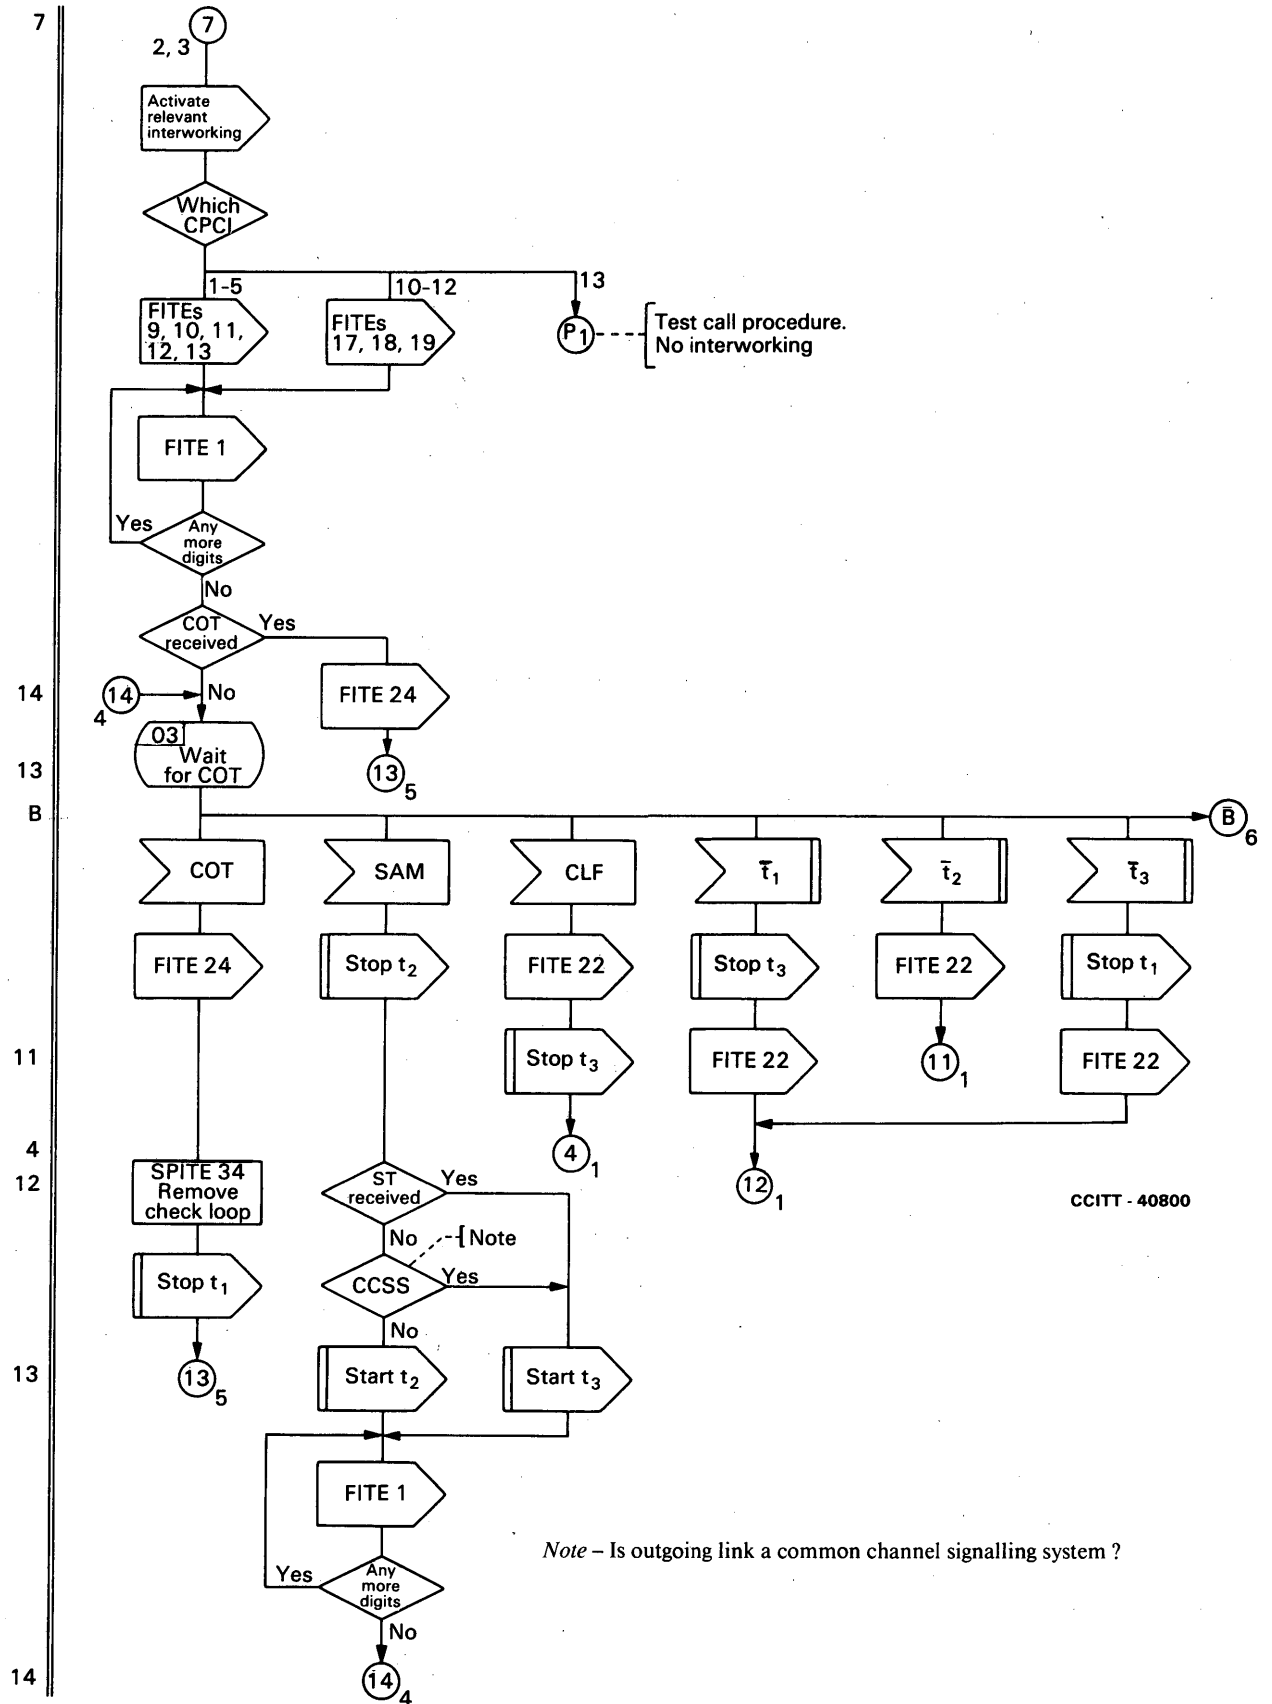 7
7
2, 3
Activate
relevant
interworking
Which
CPCI
1-5
10-12
13
FITEs
9, 10, 11,
12, 13
FITEs
17, 18, 19
P1
Test call procedure.
No interworking
FITE 1
Yes
Any
more
digits
No
COT
received
Yes
14
14
4
No
FITE 24
03
Wait
for COT
13
13
5
B
B̄
6
COT
SAM
CLF
t̄1
t̄2
t̄3
FITE 24
Stop t2
FITE 22
Stop t3
FITE 22
Stop t1
11
Stop t3
FITE 22
11
1
FITE 22
4
4
1
12
SPITE 34
Remove
check loop
ST
received
Yes
12
1
CCITT - 40800
No
Note
Stop t1
CCSS
Yes
No
13
13
5
Start t2
Start t3
FITE 1
Note – Is outgoing link a common channel signalling system ?
Yes
Any
more
digits
No
14
14
4